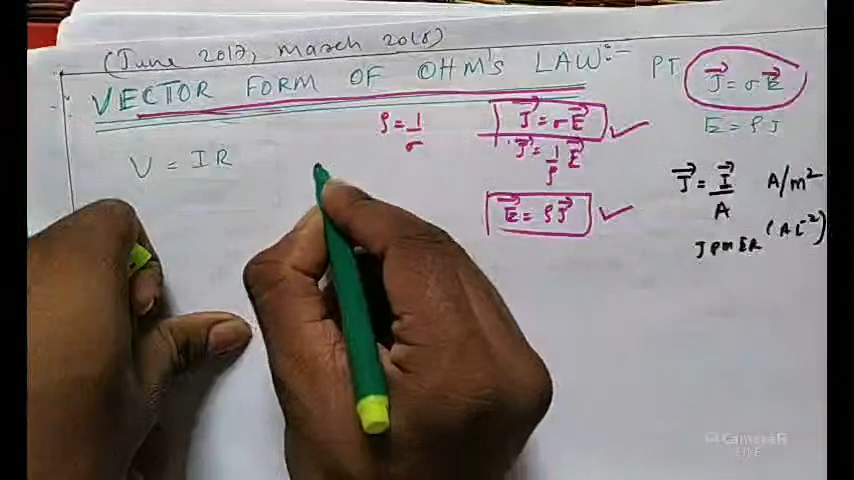 (June 2017, March 2018)
VECTOR FORM OF OHM'S LAW:-
PT J⃗ = σE⃗
E = ρJ
V = IR
ρ = 1/σ
J⃗ = σE⃗
J⃗ = 1/ρ E⃗
E⃗ = ρJ⃗
J⃗ = I⃗/A A/m²
(AL⁻²)